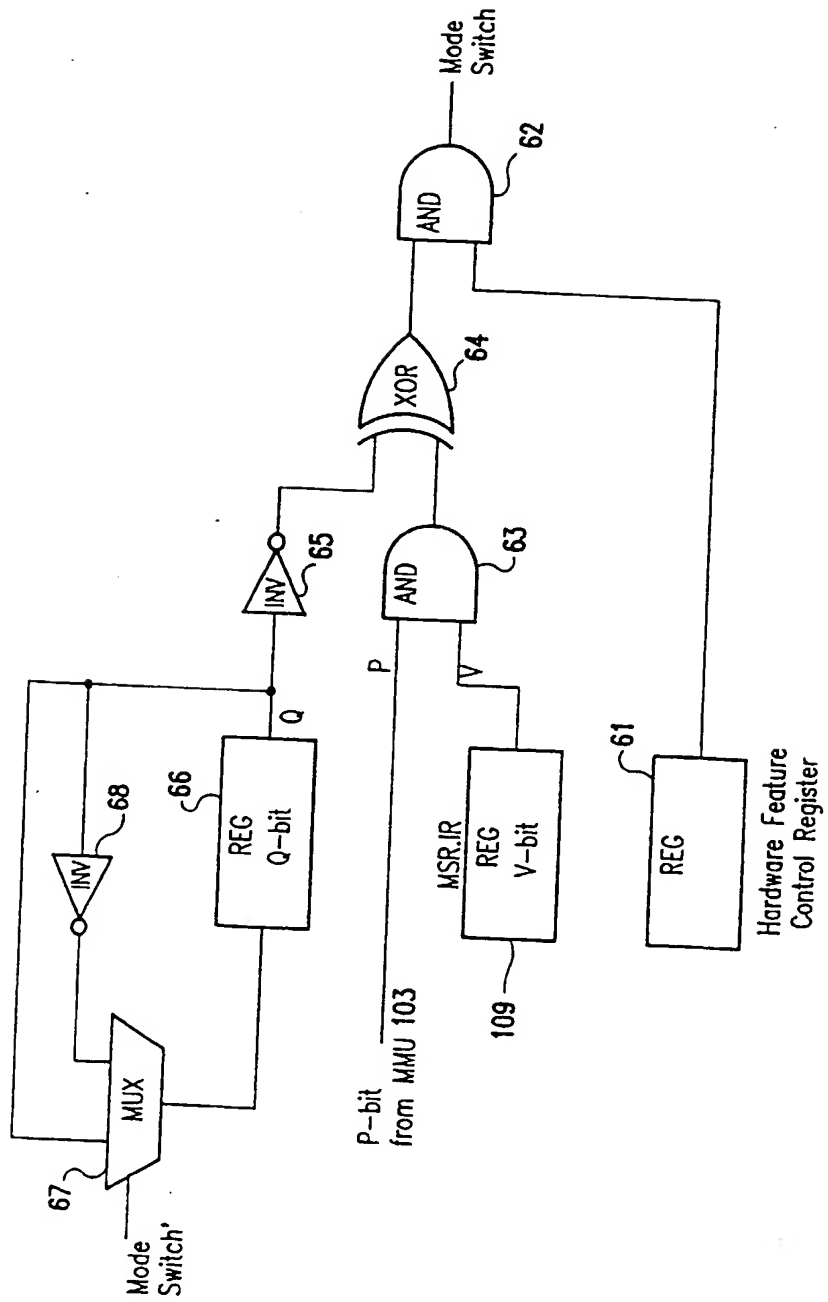 Mode
Switch'
67
MUX
INV
68
66
REG
Q-bit
Q
INV
65
P-bit
from MMU 103
P
MSR.IR
REG
V-bit
109
V
AND
63
XOR
64
61
REG
Hardware Feature
Control Register
AND
62
Mode
Switch